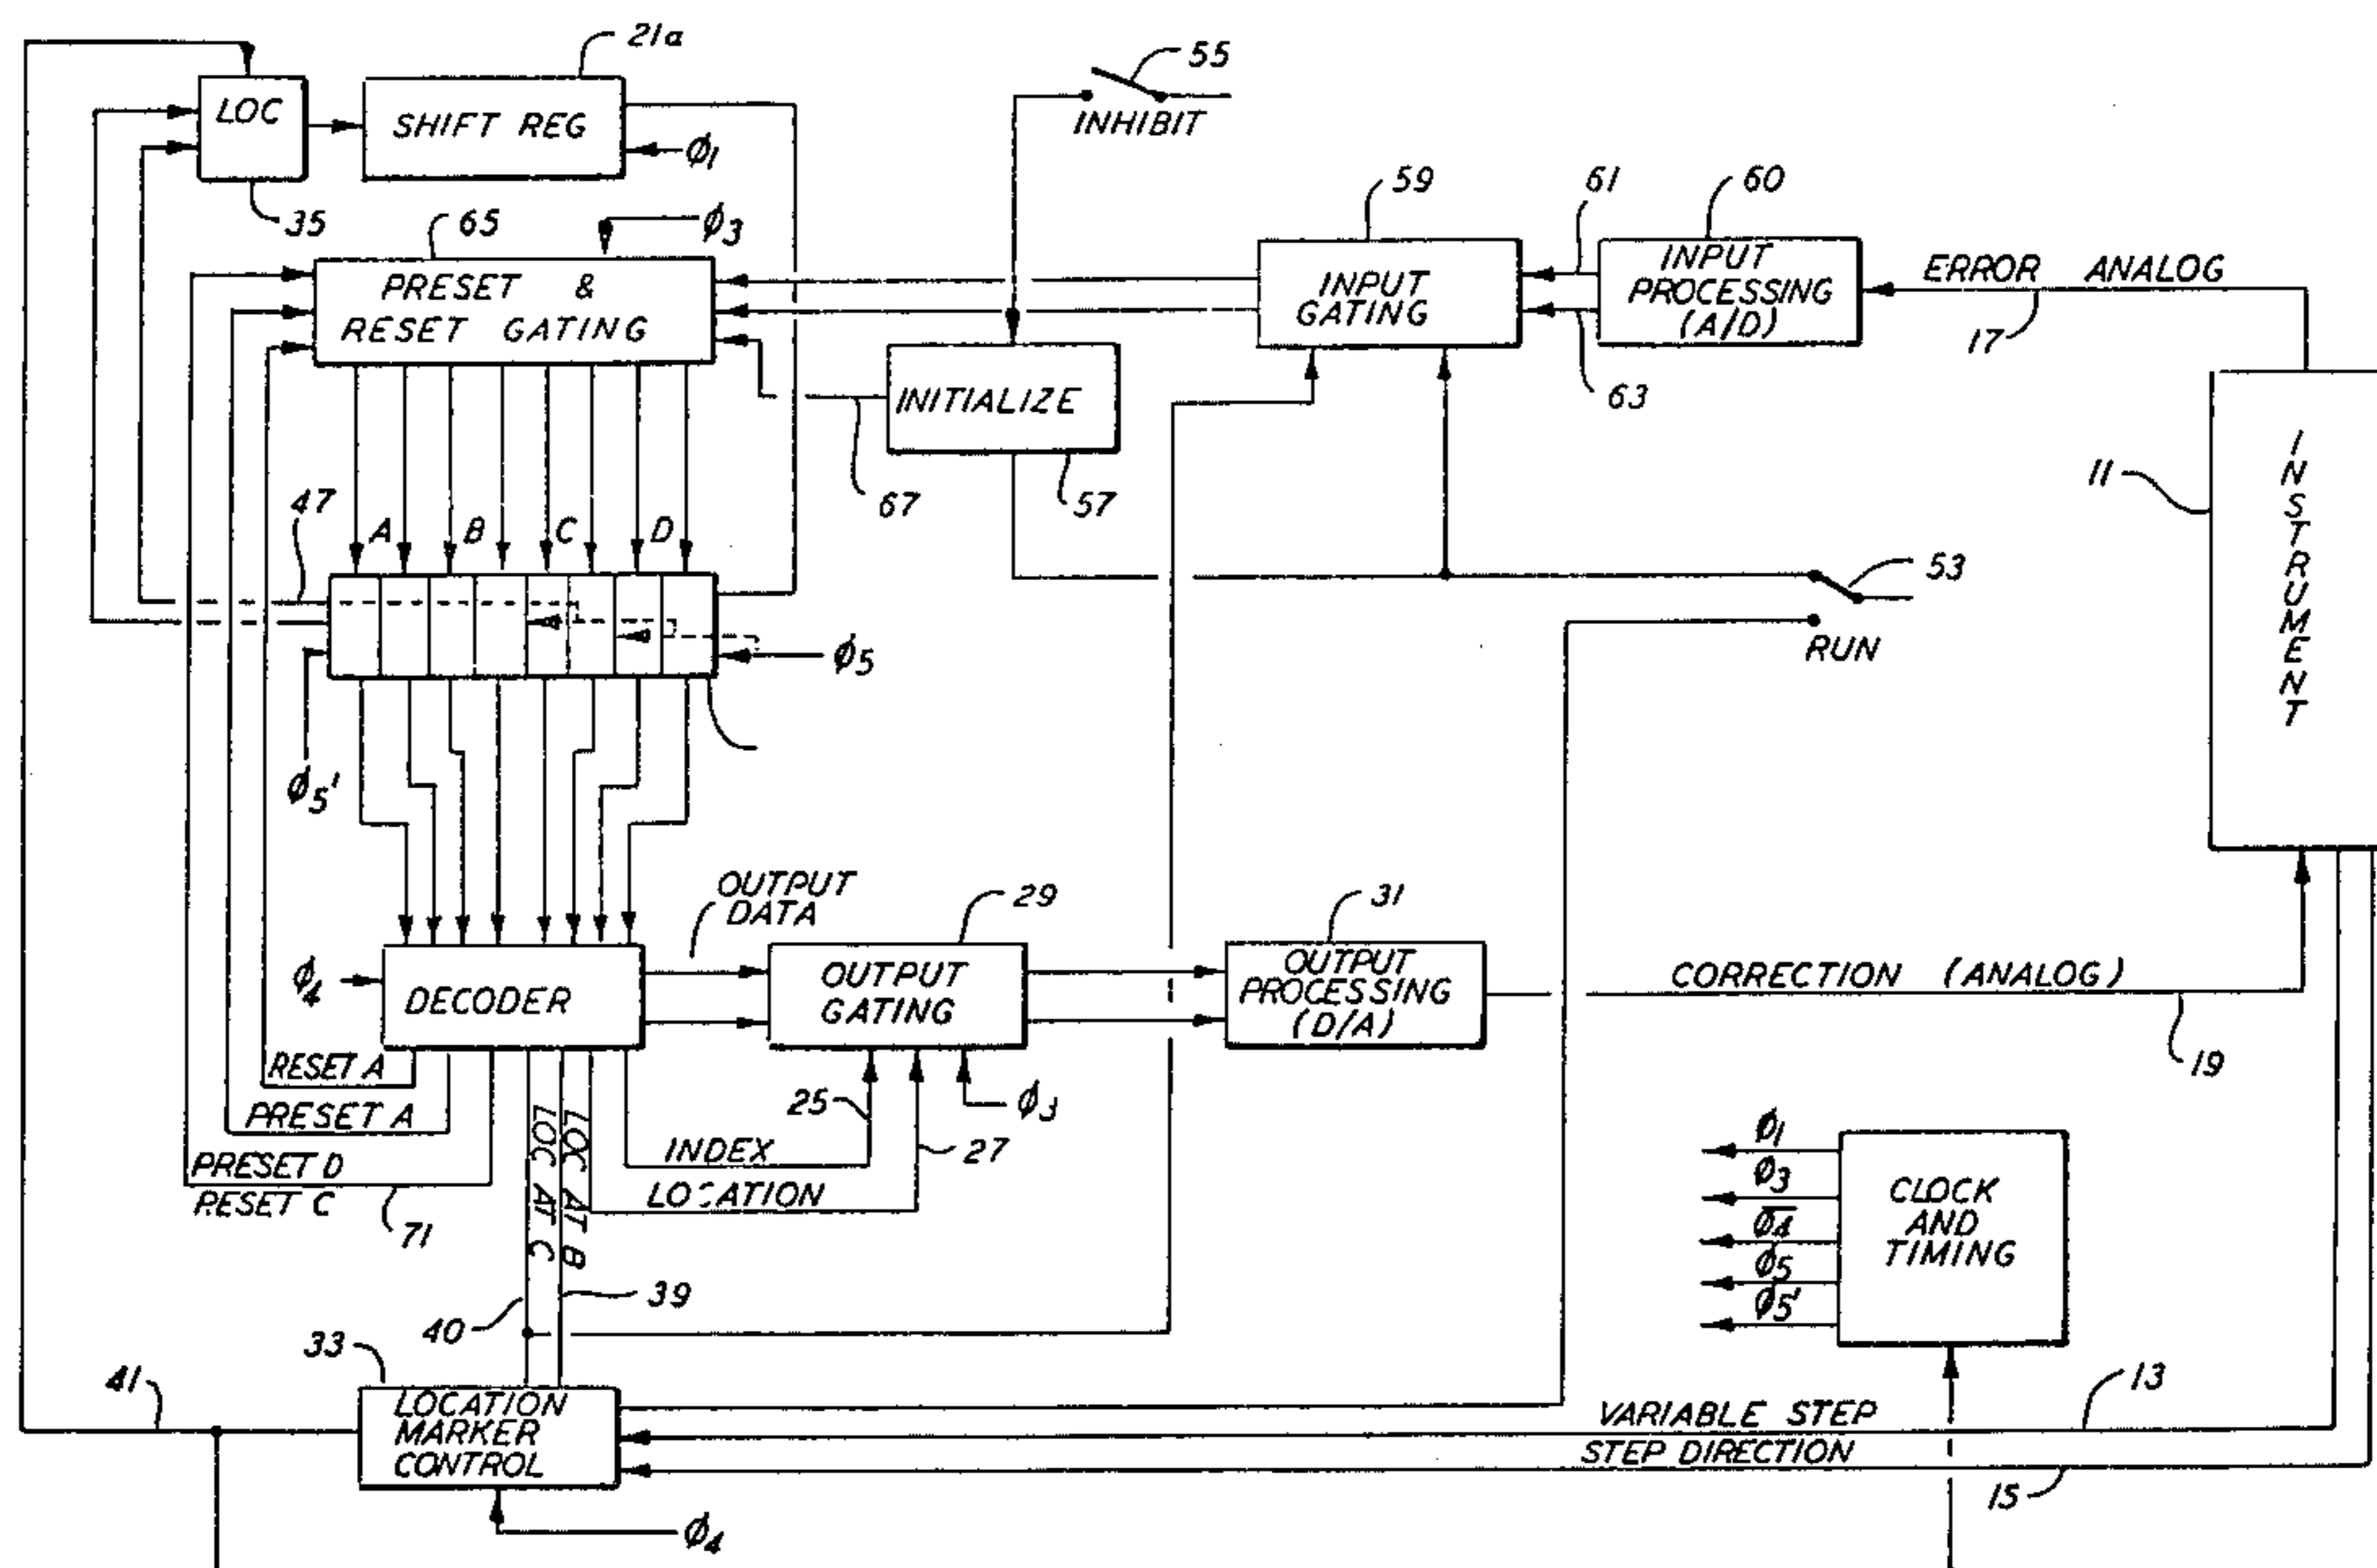 21a
55
LOC
SHIFT REG
ϕ1
INHIBIT
35
65
ϕ3
59
61
60
PRESET &
RESET GATING
INPUT
GATING
INPUT
PROCESSING
(A/D)
ERROR ANALOG
17
63
INITIALIZE
67
57
11
INSTRUMENT
47
A
B
C
D
53
RUN
ϕ5
ϕ5'
OUTPUT
DATA
29
31
ϕ4
DECODER
OUTPUT
GATING
OUTPUT
PROCESSING
(D/A)
CORRECTION (ANALOG)
19
RESET A
PRESET A
PRESET D
RESET C
71
LOC AT C
LOC AT B
25
ϕ3
INDEX
27
LOCATION
ϕ1
ϕ3
ϕ4̅
ϕ5
ϕ5'
CLOCK
AND
TIMING
39
40
33
41
LOCATION
MARKER
CONTROL
13
VARIABLE STEP
STEP DIRECTION
15
ϕ4